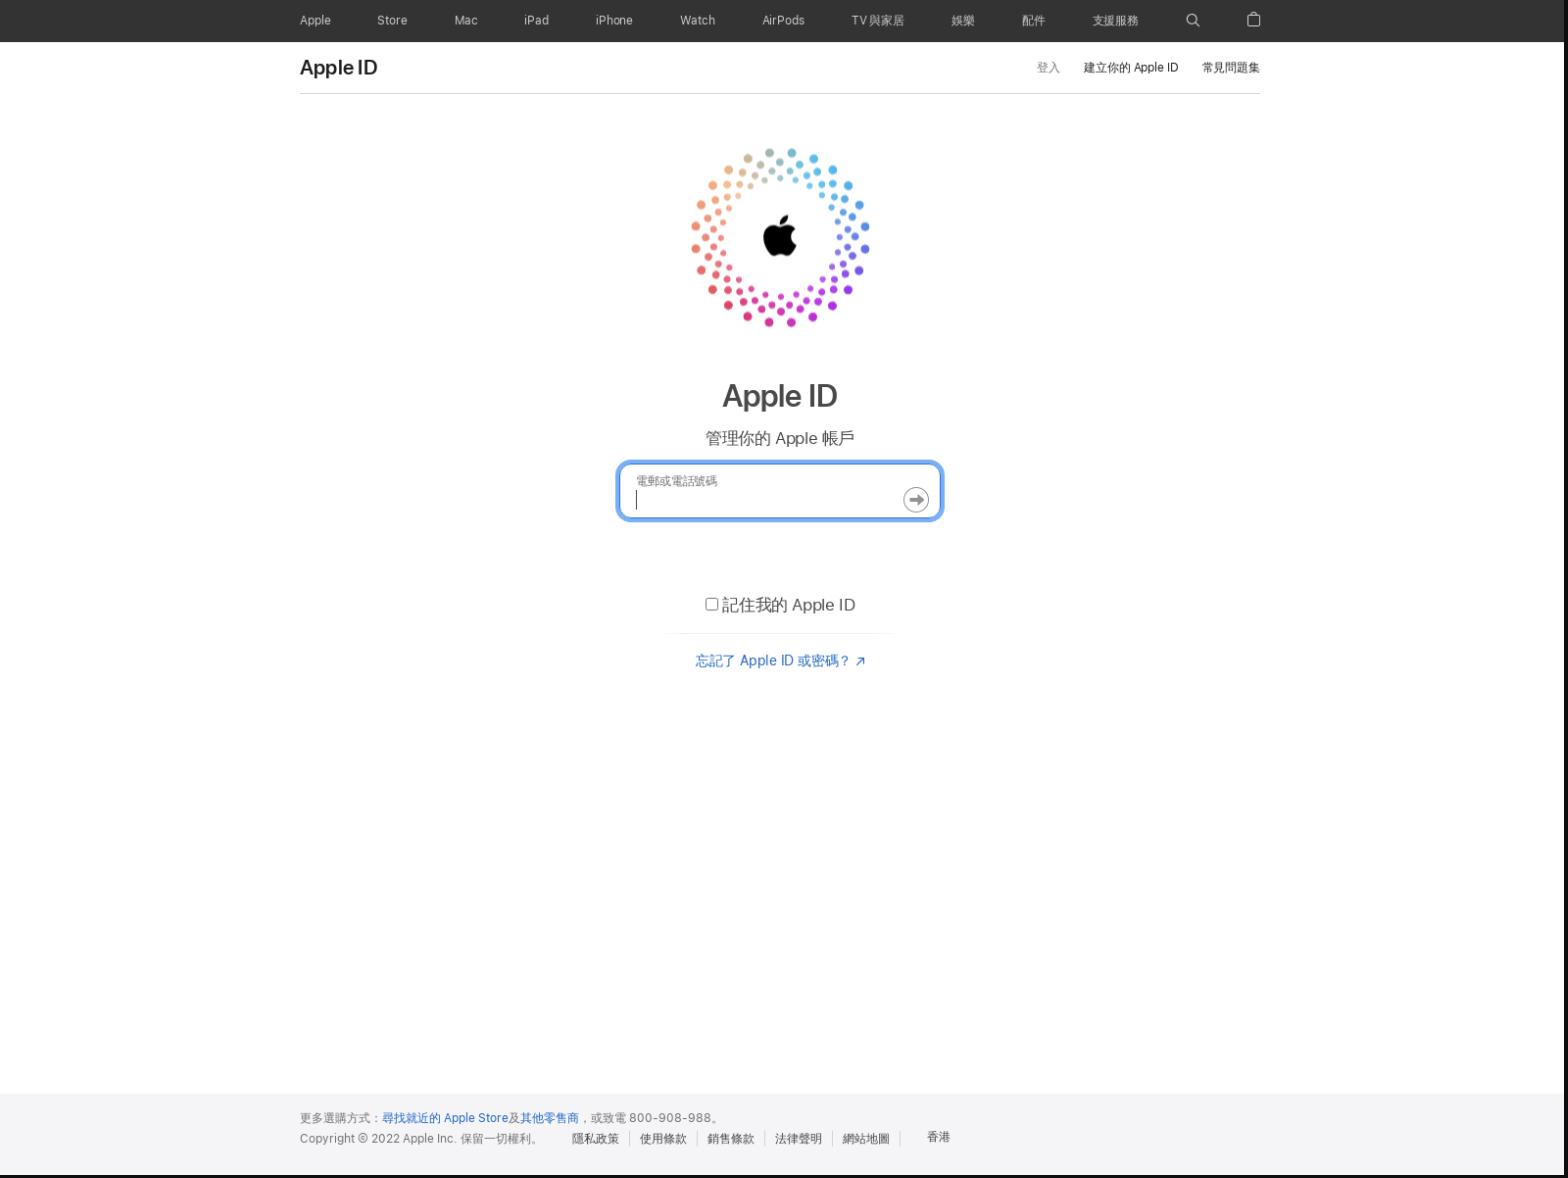 Apple Store Mac iPad iPhone Watch AirPods TV 與家居 娛樂 配件 支援服務
Apple ID 登入 建立你的 Apple ID 常見問題集
Apple ID
管理你的 Apple 帳戶
電郵或電話號碼
記住我的 Apple ID
忘記了 Apple ID 或密碼？
更多選購方式：尋找就近的 Apple Store及其他零售商，或致電 800-908-988。
Copyright © 2022 Apple Inc. 保留一切權利。 隱私政策 使用條款 銷售條款 法律聲明 網站地圖 香港